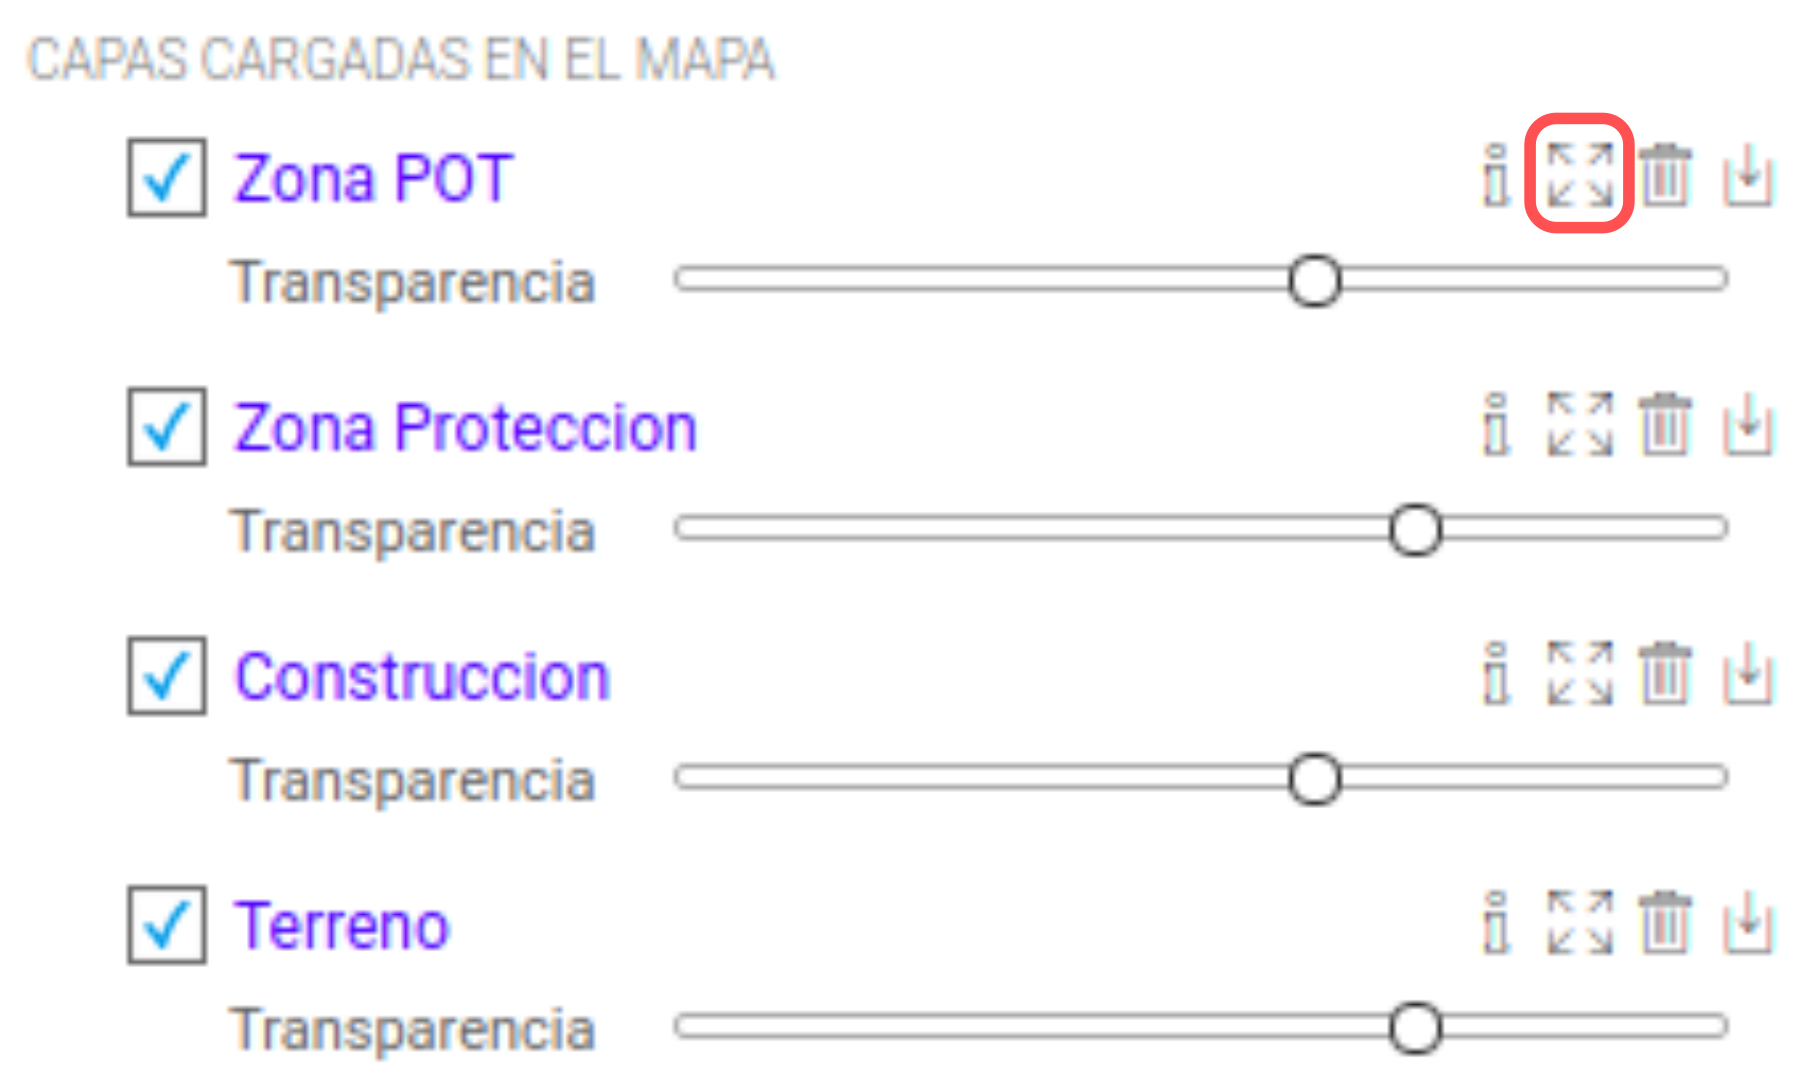 CAPAS CARGADAS EN EL MAPA
Zona POT
Transparencia
Zona Proteccion
Transparencia
Construccion
Transparencia
Terreno
Transparencia